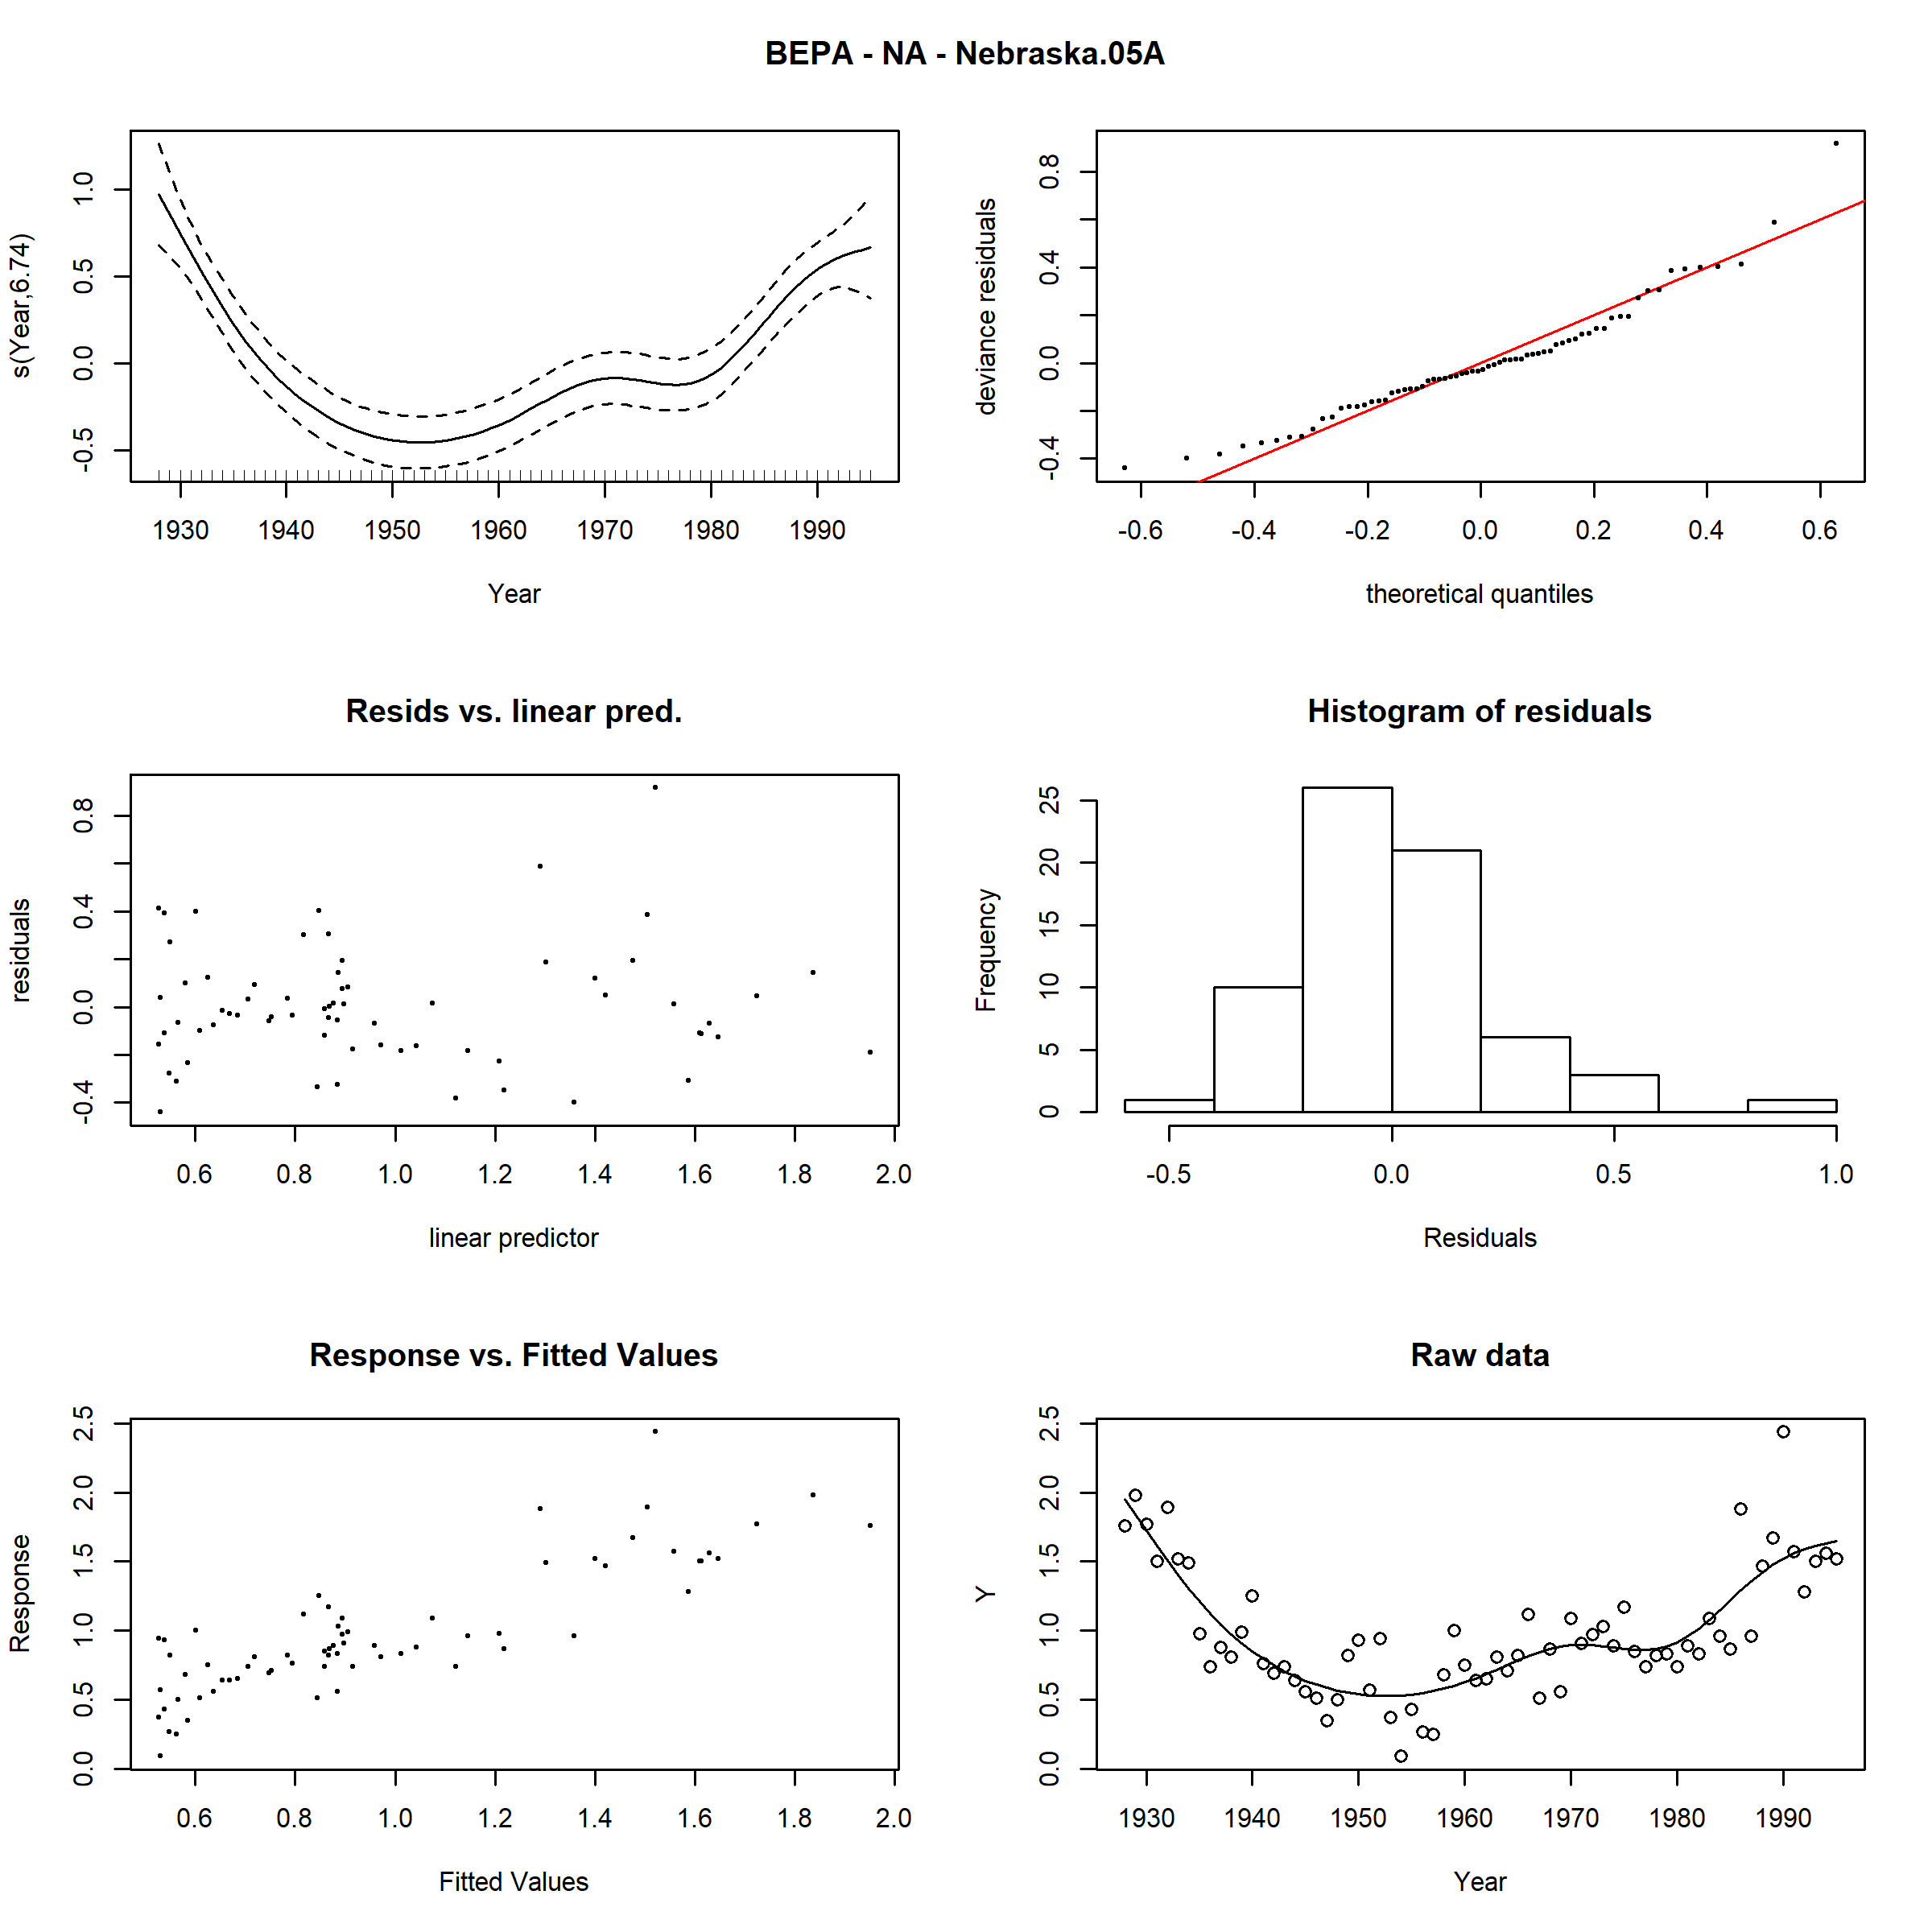 BEPA - NA - Nebraska.05A
s(Year,6.74)
1.0
0.5
0.0
-0.5
1930 1940 1950 1960 1970 1980 1990
Year
deviance residuals
0.8
0.4
0.0
-0.4
-0.6 -0.4 -0.2 0.0 0.2 0.4 0.6
theoretical quantiles
Resids vs. linear pred.
residuals
0.8
0.4
0.0
-0.4
0.6 0.8 1.0 1.2 1.4 1.6 1.8 2.0
linear predictor
Histogram of residuals
Frequency
25
20
15
10
5
0
-0.5 0.0 0.5 1.0
Residuals
Response vs. Fitted Values
Response
2.5
2.0
1.5
1.0
0.5
0.0
0.6 0.8 1.0 1.2 1.4 1.6 1.8 2.0
Fitted Values
Raw data
Y
2.5
2.0
1.5
1.0
0.5
0.0
1930 1940 1950 1960 1970 1980 1990
Year